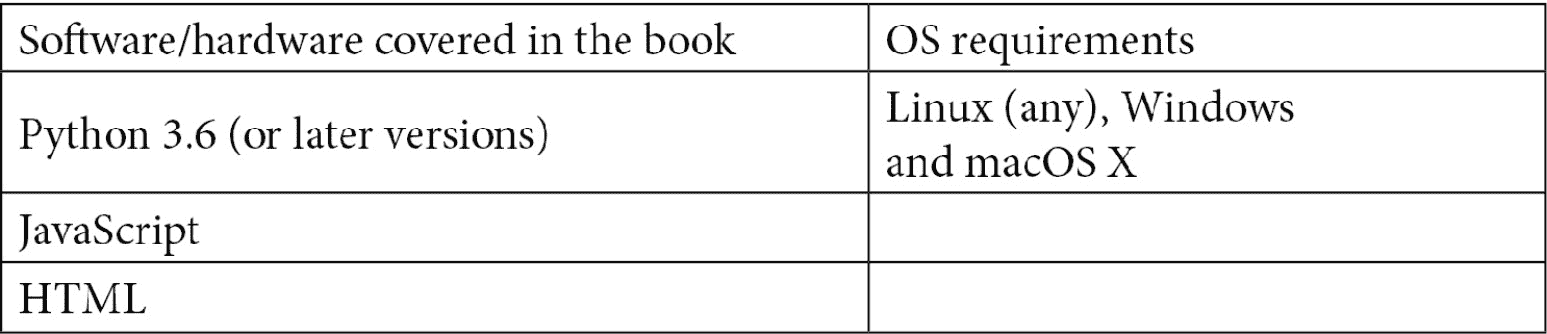 Software/hardware covered in the book
OS requirements
Python 3.6 (or later versions)
Linux (any), Windows
and macOS X
JavaScript
HTML